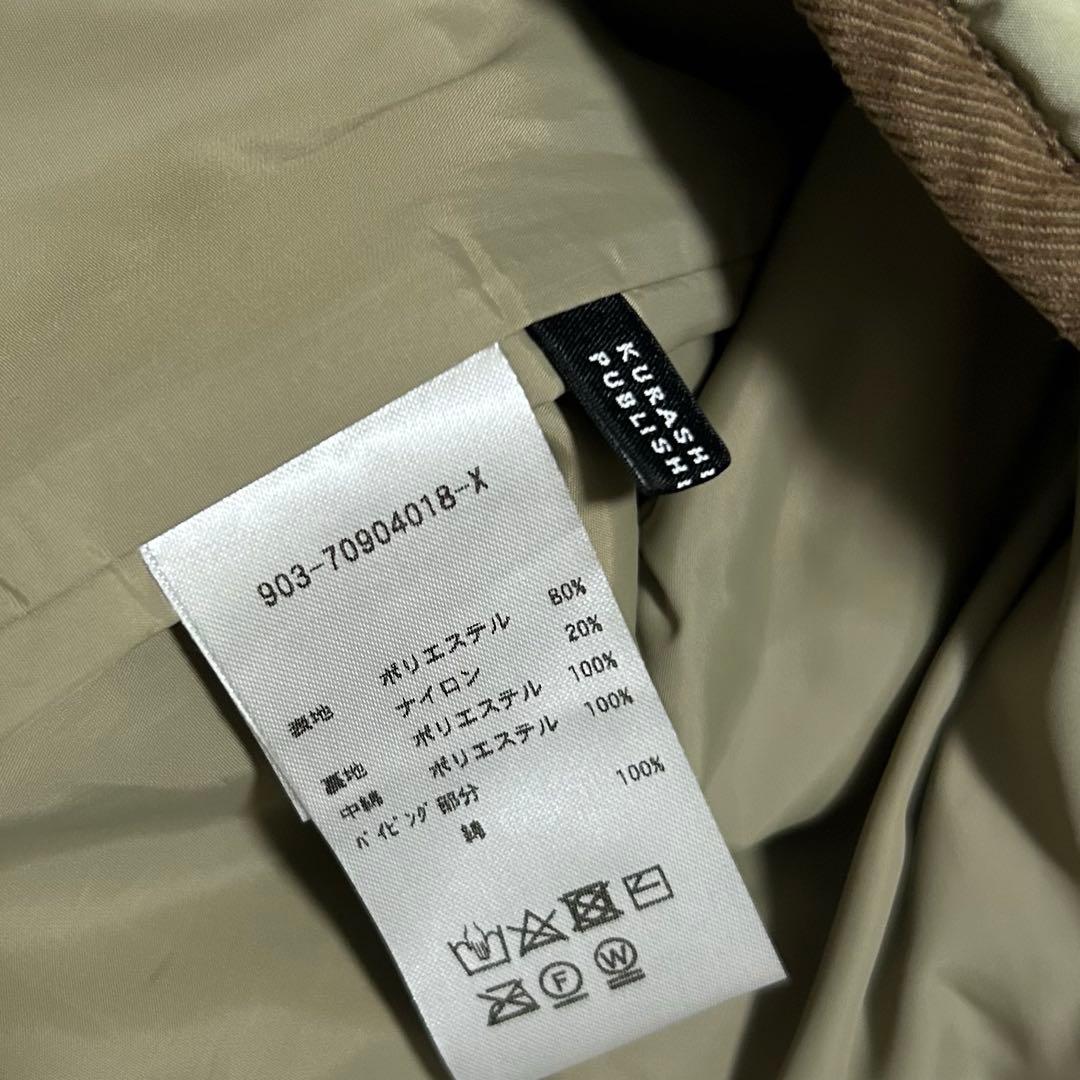 KURASHI
PUBLISHI
903-70904018-X
表地 ポリエステル 80%
ナイロン 20%
裏地 ポリエステル 100%
中綿 ポリエステル 100%
パイピング部分
綿 100%
F
W